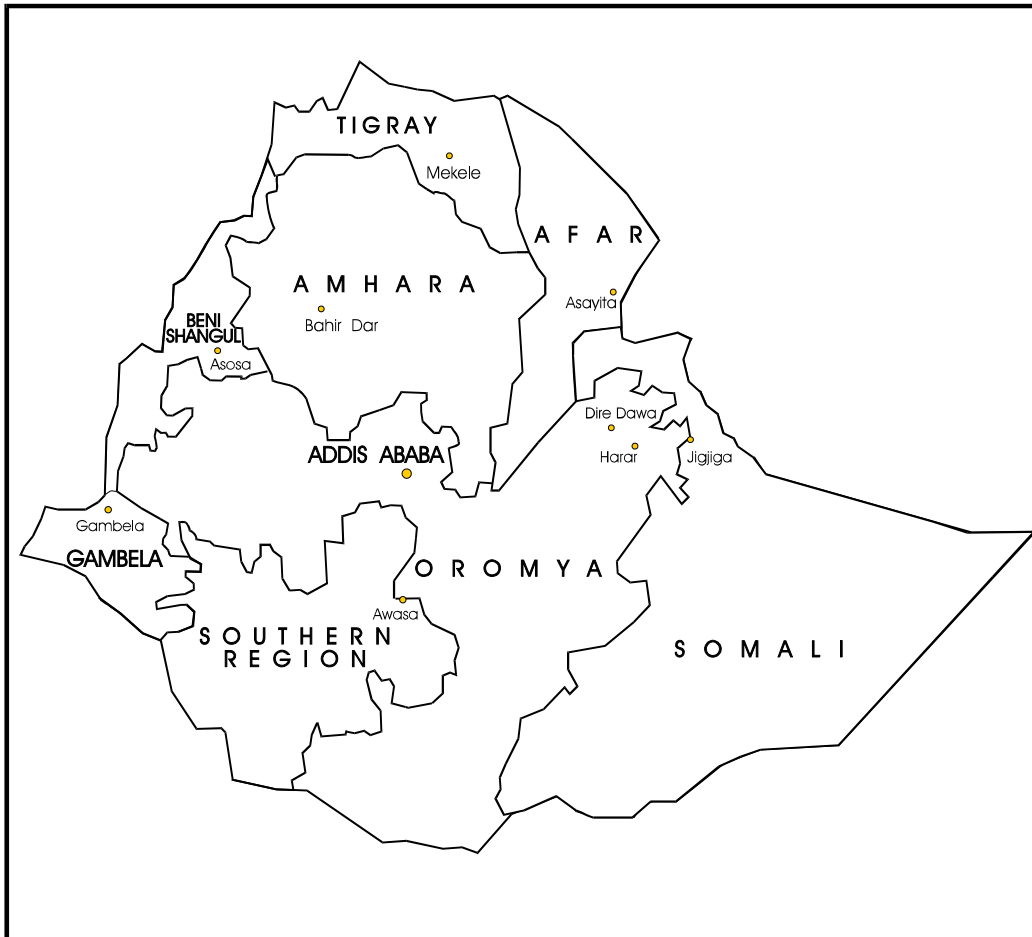 TIGRAY
Mekele
AFAR
AMHARA
Asayita
Bahir Dar
BENI
SHANGUL
Asosa
Dire Dawa
ADDIS ABABA
Harar
Jigjiga
Gambela
GAMBELA
OROMYA
Awasa
SOUTHERN
REGION
SOMALI